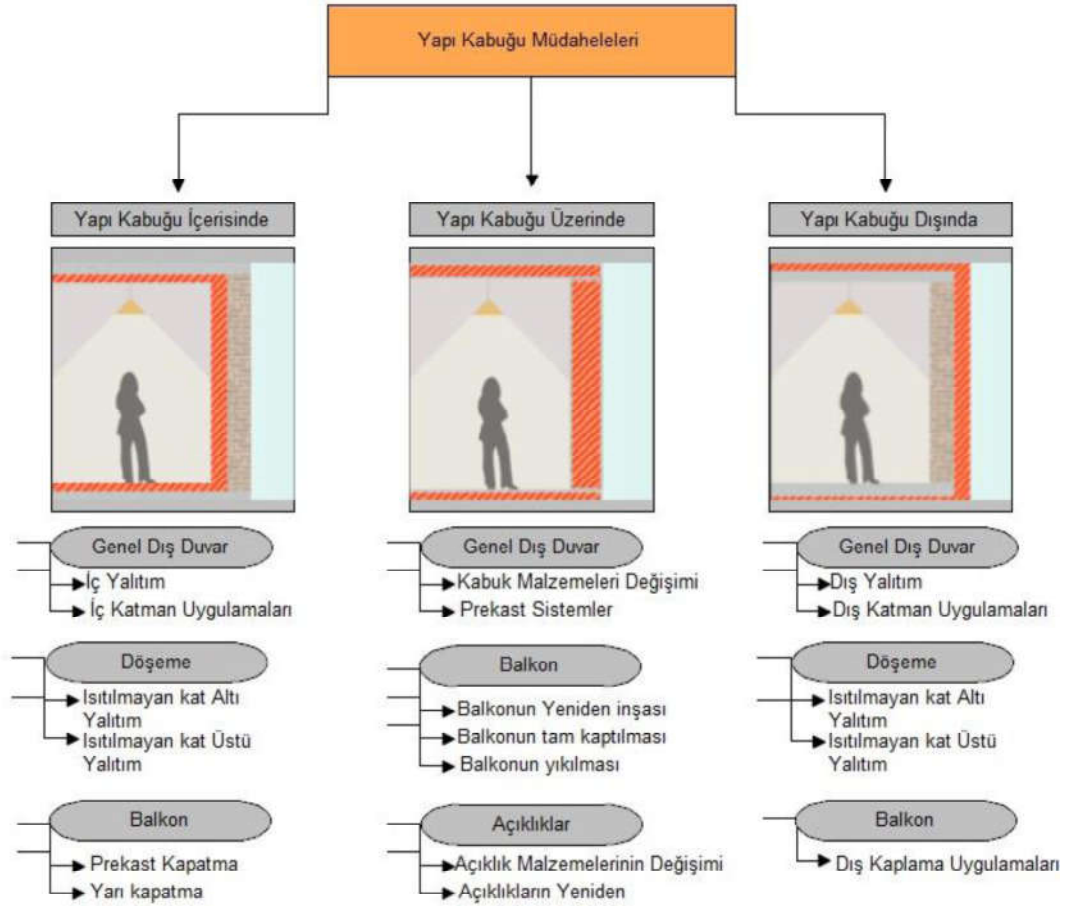 Yapı Kabuğu Müdaheleleri
Yapı Kabuğu İçerisinde
Genel Dış Duvar
İç Yalıtım
İç Katman Uygulamaları
Döşeme
Isıtılmayan kat Altı
Yalıtım
Isıtılmayan kat Üstü
Yalıtım
Balkon
Prekast Kapatma
Yarı kapatma
Yapı Kabuğu Üzerinde
Genel Dış Duvar
Kabuk Malzemeleri Değişimi
Prekast Sistemler
Balkon
Balkonun Yeniden inşası
Balkonun tam kaptılması
Balkonun yıkılması
Açıklıklar
Açıklık Malzemelerinin Değişimi
Açıklıkların Yeniden
Yapı Kabuğu Dışında
Genel Dış Duvar
Dış Yalıtım
Dış Katman Uygulamaları
Döşeme
Isıtılmayan kat Altı
Yalıtım
Isıtılmayan kat Üstü
Yalıtım
Balkon
Dış Kaplama Uygulamaları